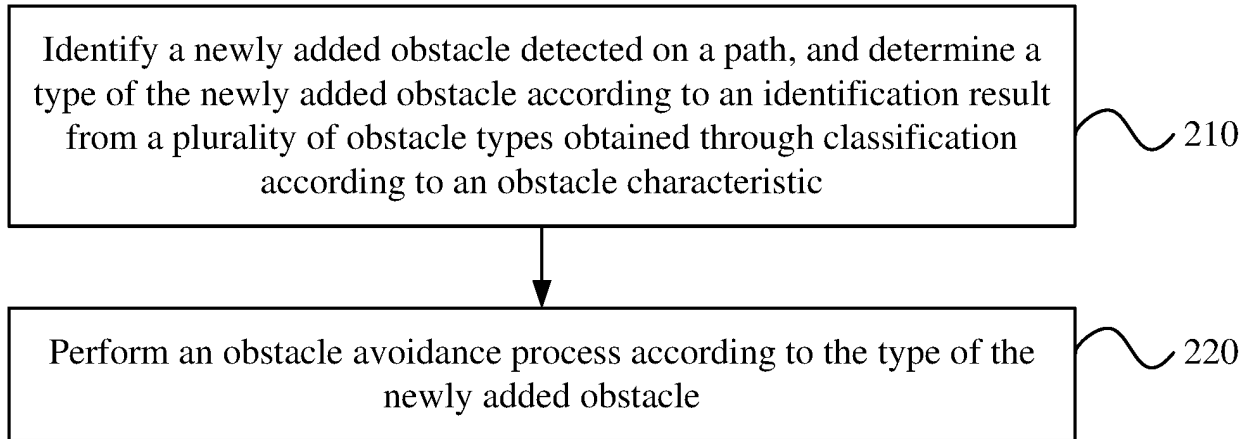 Identify a newly added obstacle detected on a path, and determine a
type of the newly added obstacle according to an identification result
from a plurality of obstacle types obtained through classification
according to an obstacle characteristic
210
Perform an obstacle avoidance process according to the type of the
newly added obstacle
220